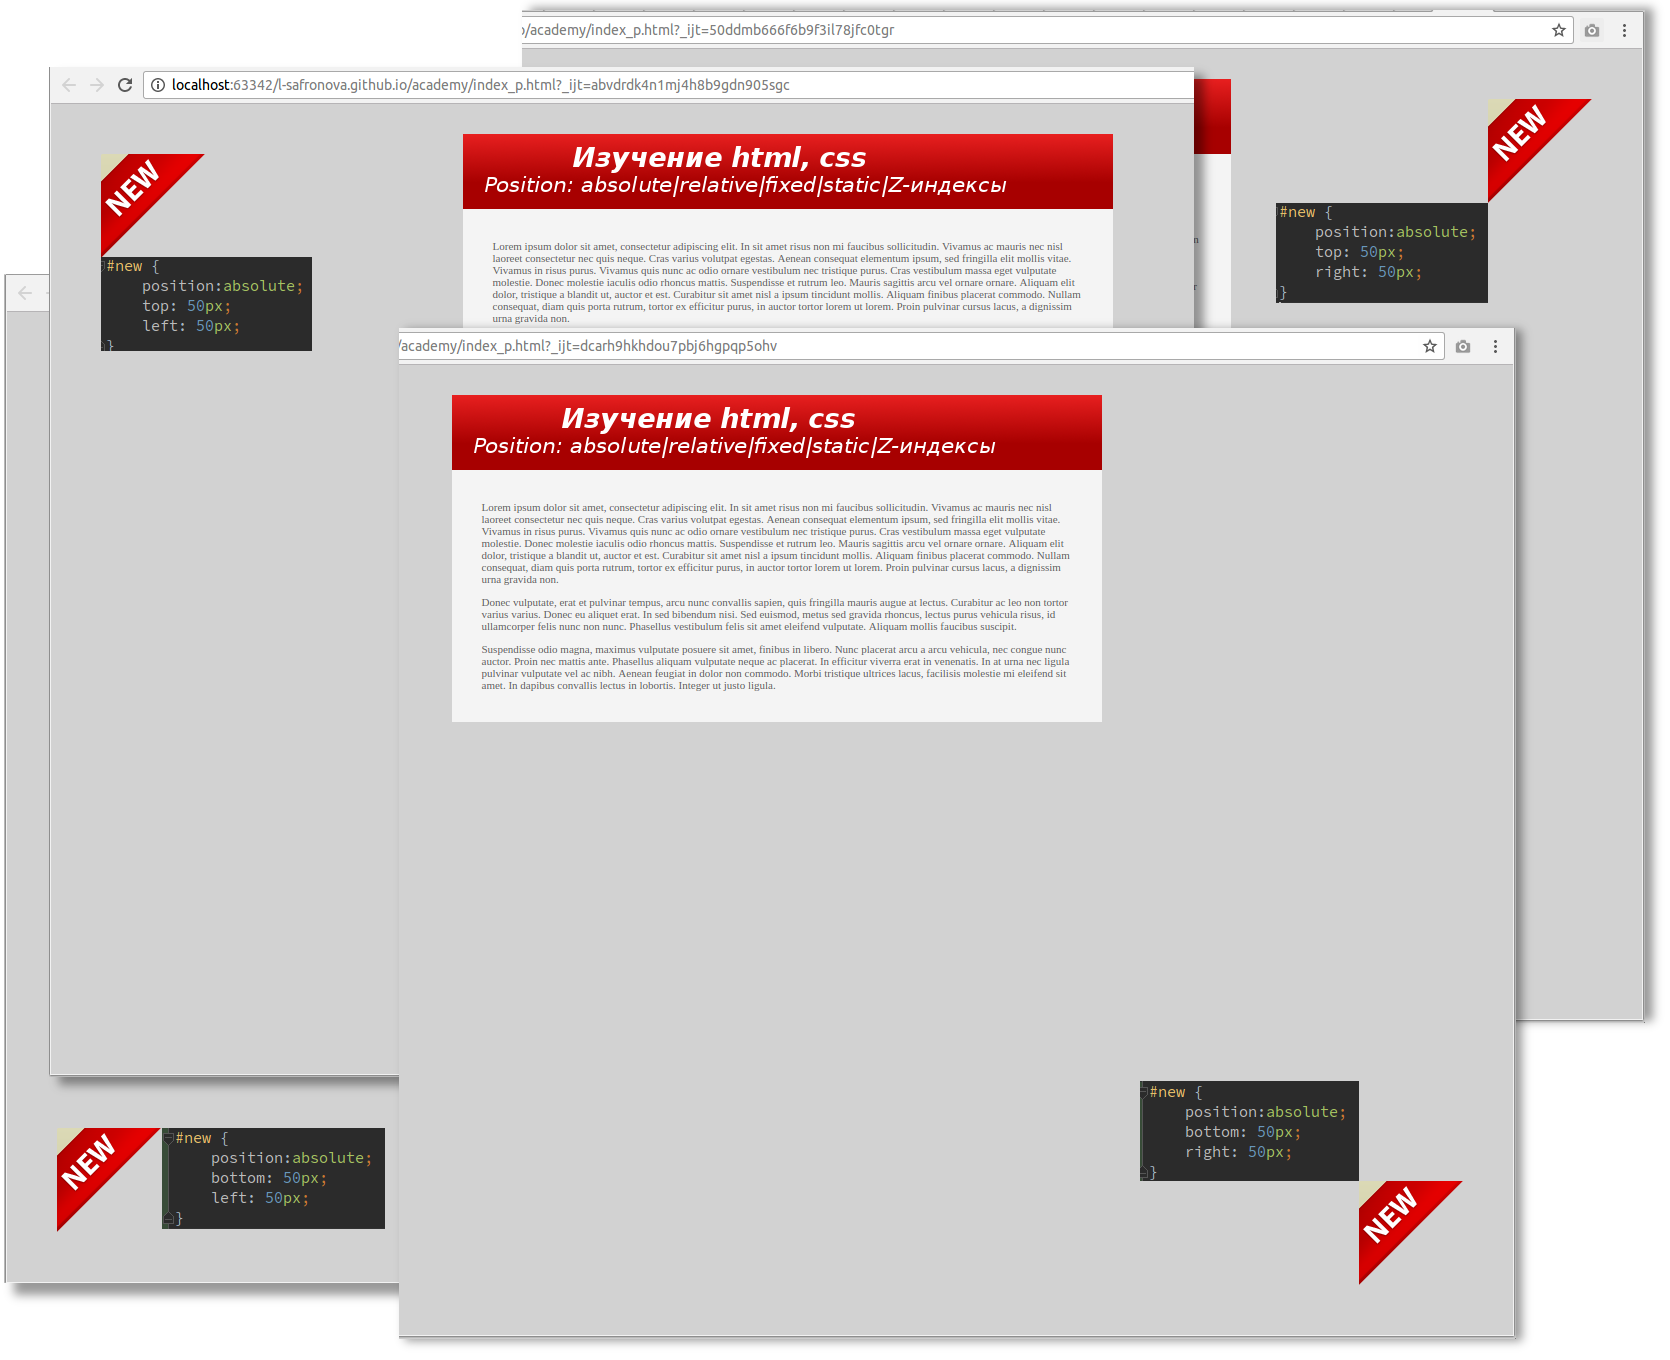 /academy/index_p.html?_ijt=50ddmb666f6b9f3il78jfc0tgr
localhost:63342/l-safronova.github.io/academy/index_p.html?_ijt=abvdrdk4n1mj4h8b9gdn905sgc
NEW
#new {
position:absolute;
top: 50px;
right: 50px;
}
NEW
#new {
position:absolute;
top: 50px;
left: 50px;
}
Изучение html, css
Position: absolute|relative|fixed|static|Z-индексы
Lorem ipsum dolor sit amet, consectetur adipiscing elit. In sit amet risus non mi faucibus sollicitudin. Vivamus ac mauris nec nisl
laoreet consectetur nec quis neque. Cras varius volutpat egestas. Aenean consequat elementum ipsum, sed fringilla elit mollis vitae.
Vivamus in risus purus. Vivamus quis nunc ac odio ornare vestibulum nec tristique purus. Cras vestibulum massa eget vulputate
molestie. Donec molestie iaculis odio rhoncus mattis. Suspendisse et rutrum leo. Mauris sagittis arcu vel ornare ornare. Aliquam elit
dolor, tristique a blandit ut, auctor et est. Curabitur sit amet nisl a ipsum tincidunt mollis. Aliquam finibus placerat commodo. Nullam
consequat, diam quis porta rutrum, tortor ex efficitur purus, in auctor tortor lorem ut lorem. Proin pulvinar cursus lacus, a dignissim
urna gravida non.
/academy/index_p.html?_ijt=dcarh9hkhdou7pbj6hgpqp5ohv
Изучение html, css
Position: absolute|relative|fixed|static|Z-индексы
Lorem ipsum dolor sit amet, consectetur adipiscing elit. In sit amet risus non mi faucibus sollicitudin. Vivamus ac mauris nec nisl
laoreet consectetur nec quis neque. Cras varius volutpat egestas. Aenean consequat elementum ipsum, sed fringilla elit mollis vitae.
Vivamus in risus purus. Vivamus quis nunc ac odio ornare vestibulum nec tristique purus. Cras vestibulum massa eget vulputate
molestie. Donec molestie iaculis odio rhoncus mattis. Suspendisse et rutrum leo. Mauris sagittis arcu vel ornare ornare. Aliquam elit
dolor, tristique a blandit ut, auctor et est. Curabitur sit amet nisl a ipsum tincidunt mollis. Aliquam finibus placerat commodo. Nullam
consequat, diam quis porta rutrum, tortor ex efficitur purus, in auctor tortor lorem ut lorem. Proin pulvinar cursus lacus, a dignissim
urna gravida non.
Donec vulputate, erat et pulvinar tempus, arcu nunc convallis sapien, quis fringilla mauris augue at lectus. Curabitur ac leo non tortor
varius varius. Donec eu aliquet erat. In sed bibendum nisi. Sed euismod, metus sed gravida rhoncus, lectus purus vehicula risus, id
ullamcorper felis nunc non nunc. Phasellus vestibulum felis sit amet eleifend vulputate. Aliquam mollis faucibus suscipit.
Suspendisse odio magna, maximus vulputate posuere sit amet, finibus in libero. Nunc placerat arcu a arcu vehicula, nec congue nunc
auctor. Proin nec mattis ante. Phasellus aliquam vulputate neque ac placerat. In efficitur viverra erat in venenatis. In at urna nec ligula
pulvinar vulputate vel ac nibh. Aenean feugiat in dolor non commodo. Morbi tristique ultrices lacus, facilisis molestie mi eleifend sit
amet. In dapibus convallis lectus in lobortis. Integer ut justo ligula.
#new {
position:absolute;
bottom: 50px;
right: 50px;
}
NEW
NEW
#new {
position:absolute;
bottom: 50px;
left: 50px;
}